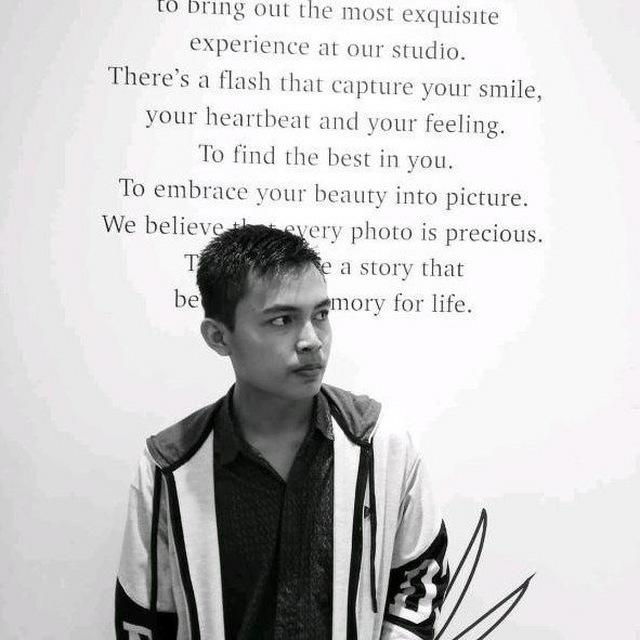 to bring out the most exquisite
experience at our studio.
There's a flash that capture your smile,
your heartbeat and your feeling.
To find the best in you.
To embrace your beauty into picture.
We believe that every photo is precious.
a story that
for life.